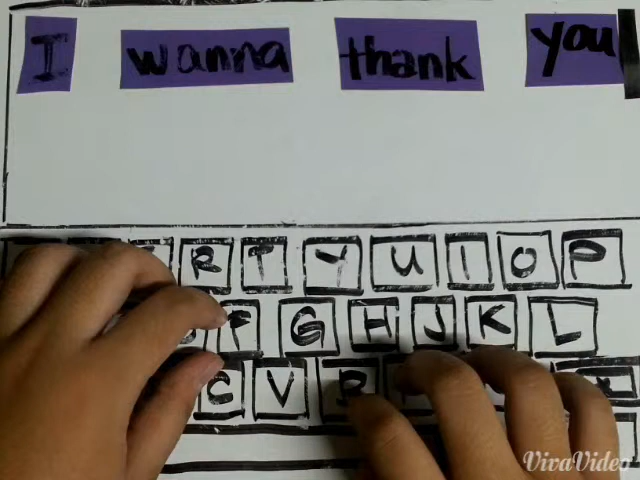 I wanna thank you
R T Y U I O P
F G H J K L
C V B
VivaVideo